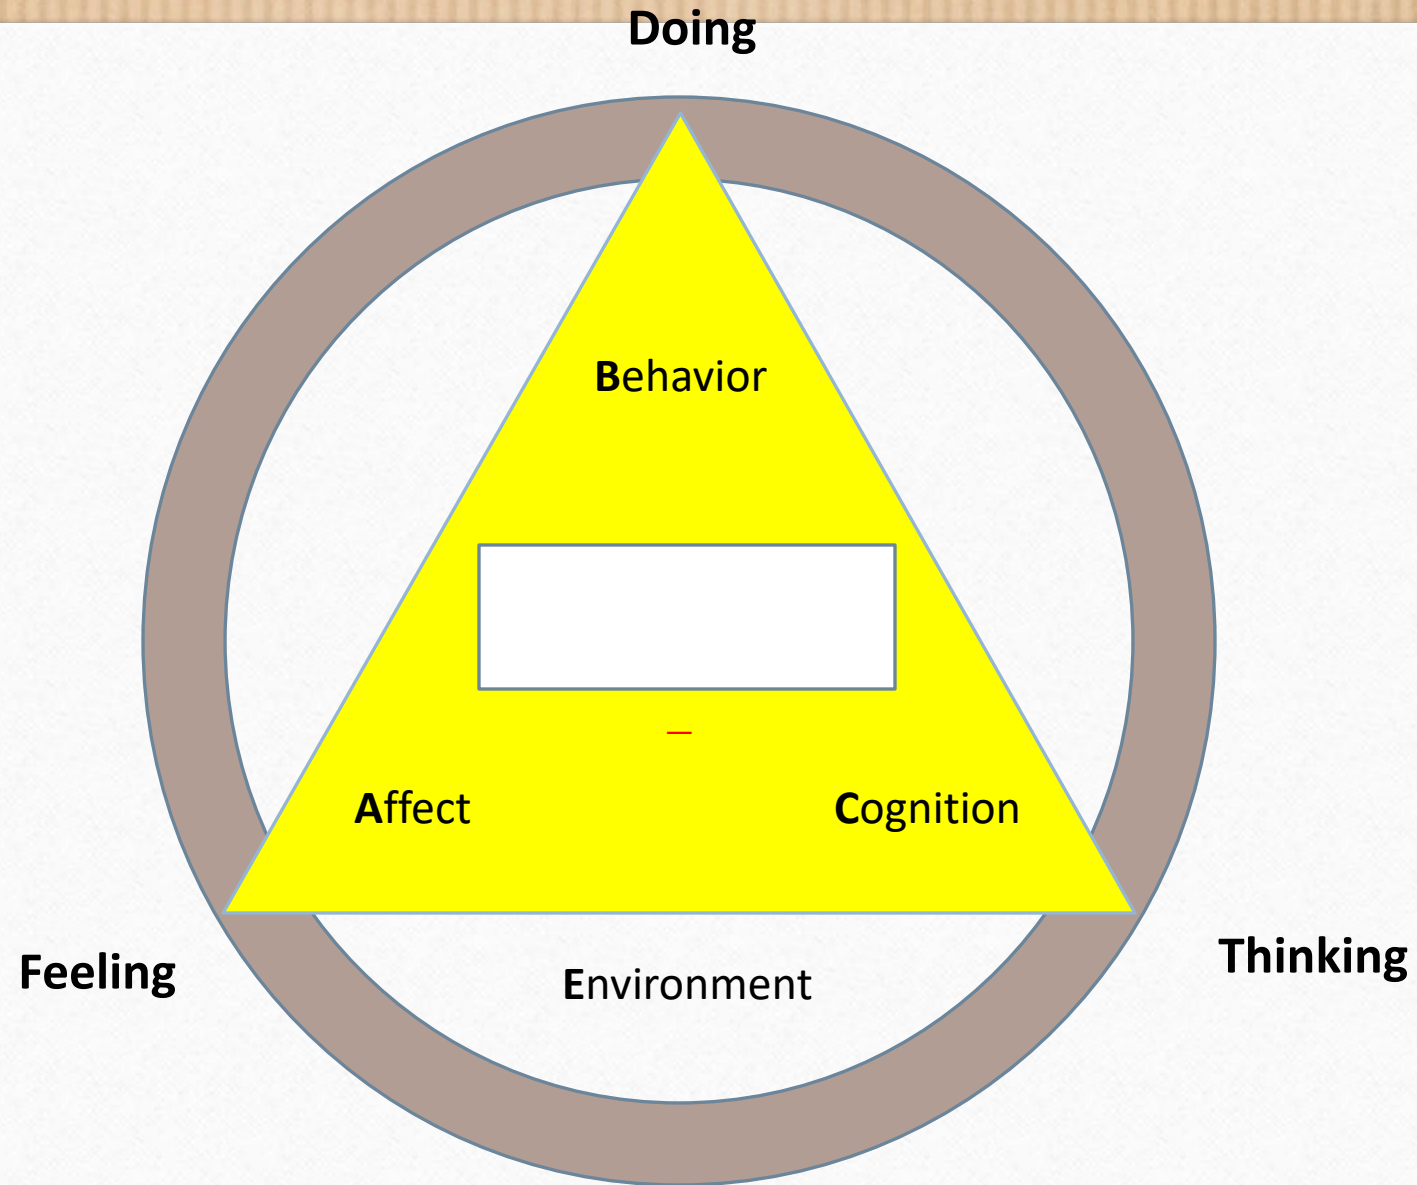 Doing
Behavior
Affect
Cognition
Feeling
Environment
Thinking